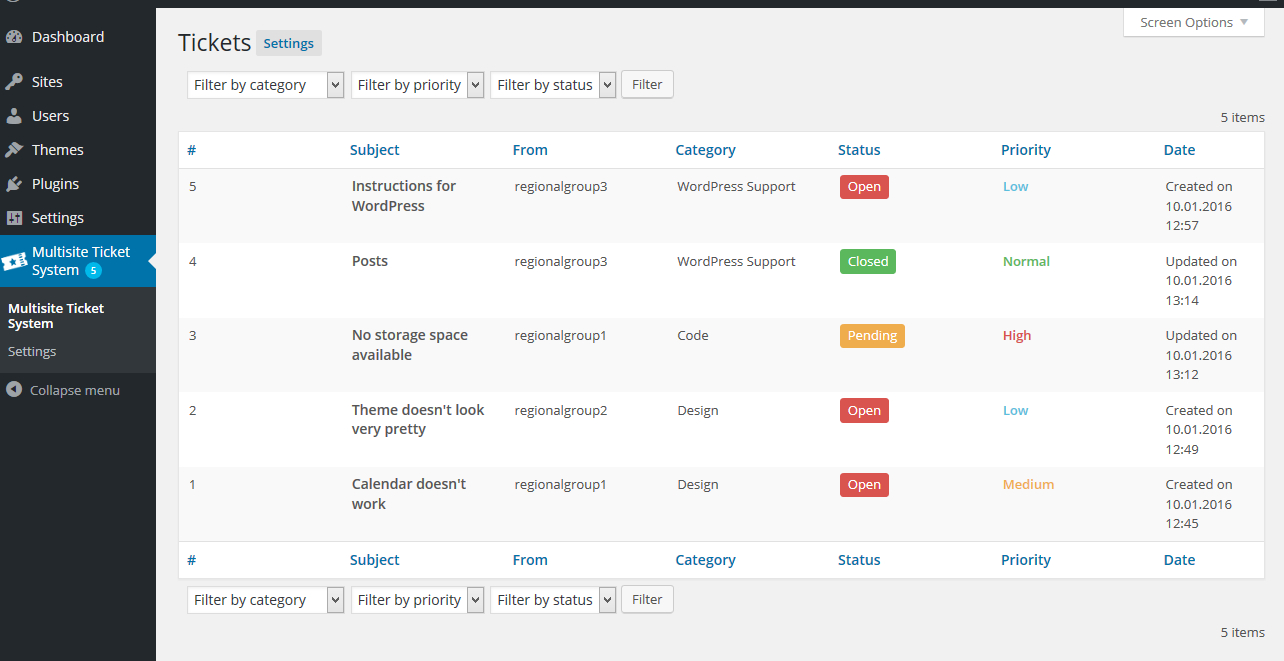 Dashboard
Sites
Users
Themes
Plugins
Settings
Multisite Ticket
System 5
Multisite Ticket
System
Settings
Collapse menu
Screen Options
Tickets Settings
Filter by category Filter by priority Filter by status Filter
5 items
# Subject From Category Status Priority Date
5 Instructions for regionalgroup3 WordPress Support Open Low Created on
WordPress 10.01.2016
12:57
4 Posts regionalgroup3 WordPress Support Closed Normal Updated on
10.01.2016
13:14
3 No storage space regionalgroup1 Code Pending High Updated on
available 10.01.2016
13:12
2 Theme doesn't look regionalgroup2 Design Open Low Created on
very pretty 10.01.2016
12:49
1 Calendar doesn't regionalgroup1 Design Open Medium Created on
work 10.01.2016
12:45
# Subject From Category Status Priority Date
Filter by category Filter by priority Filter by status Filter
5 items